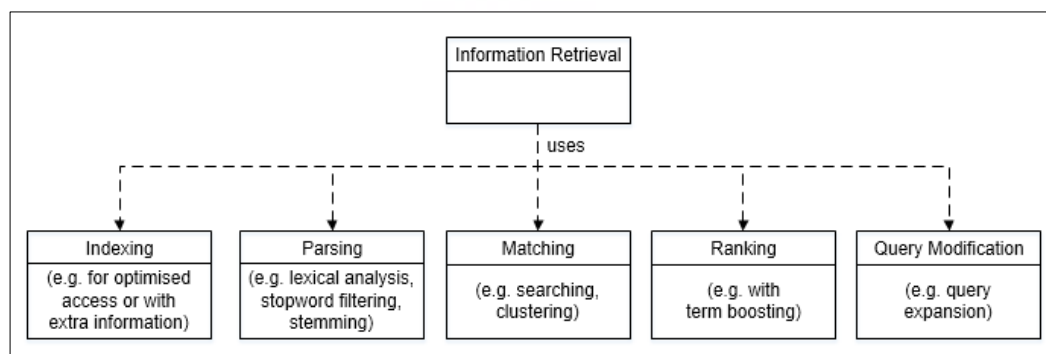 Information Retrieval
uses
Indexing
(e.g. for optimised
access or with
extra information)
Parsing
(e.g. lexical analysis,
stopword filtering,
stemming)
Matching
(e.g. searching,
clustering)
Ranking
(e.g. with
term boosting)
Query Modification
(e.g. query
expansion)